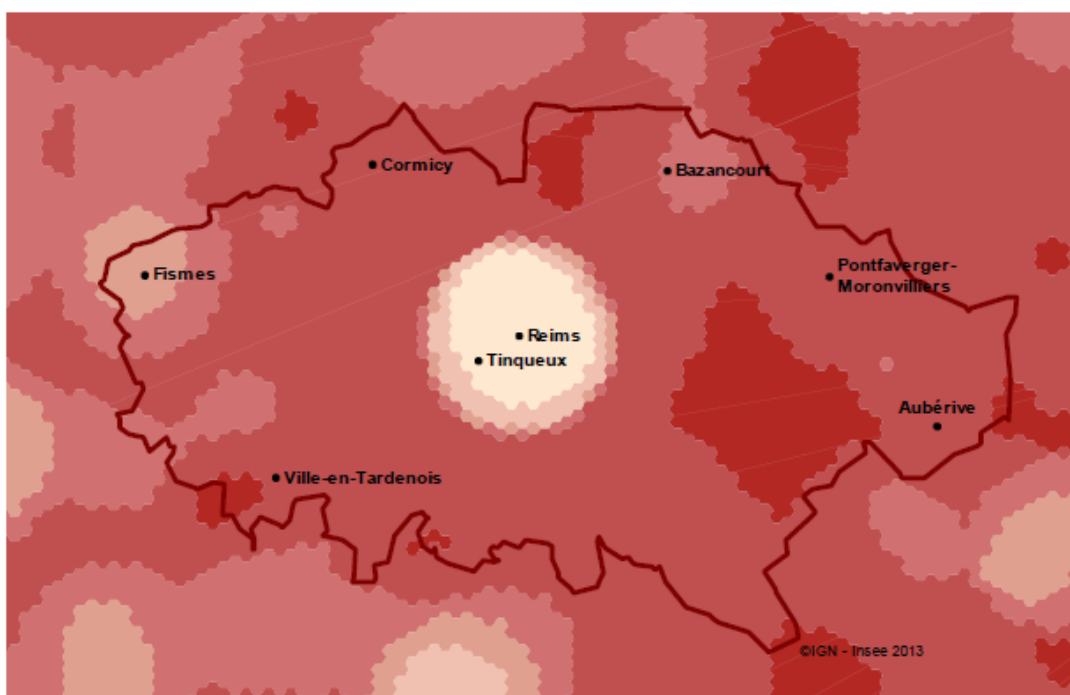 Cormicy
Bazancourt
Fismes
Pontfaverger-
Moronvilliers
Reims
Tinqueux
Aubérive
Ville-en-Tardenois
©IGN - Insee 2013